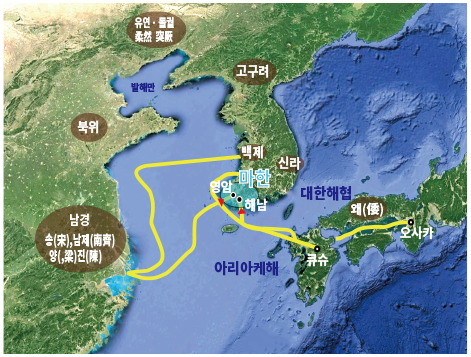 유연·돌궐
柔然 突厥
발해만
고구려
북위
백제
신라
마한
영암
해남
대한해협
왜(倭)
오사카
남경
송(宋),남제(南齊)
양(,梁)진(陳)
아리아케해
큐슈